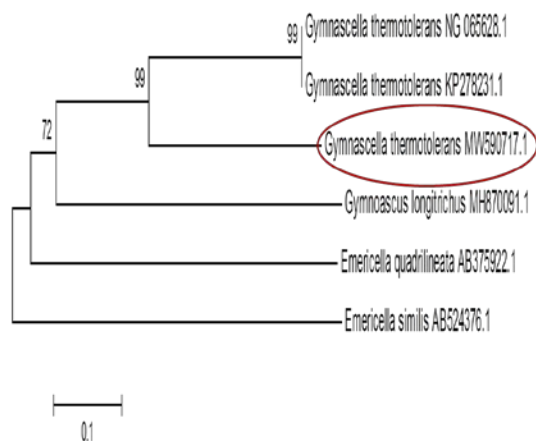 99
Gymnascella thermotolerans NG 065628.1
99
Gymnascella thermotolerans KP278231.1
72
Gymnascella thermotolerans MW590717.1
Gymnoascus longitrichus MH870091.1
Emericella quadrilineata AB375922.1
Emericella similis AB524376.1
0.1